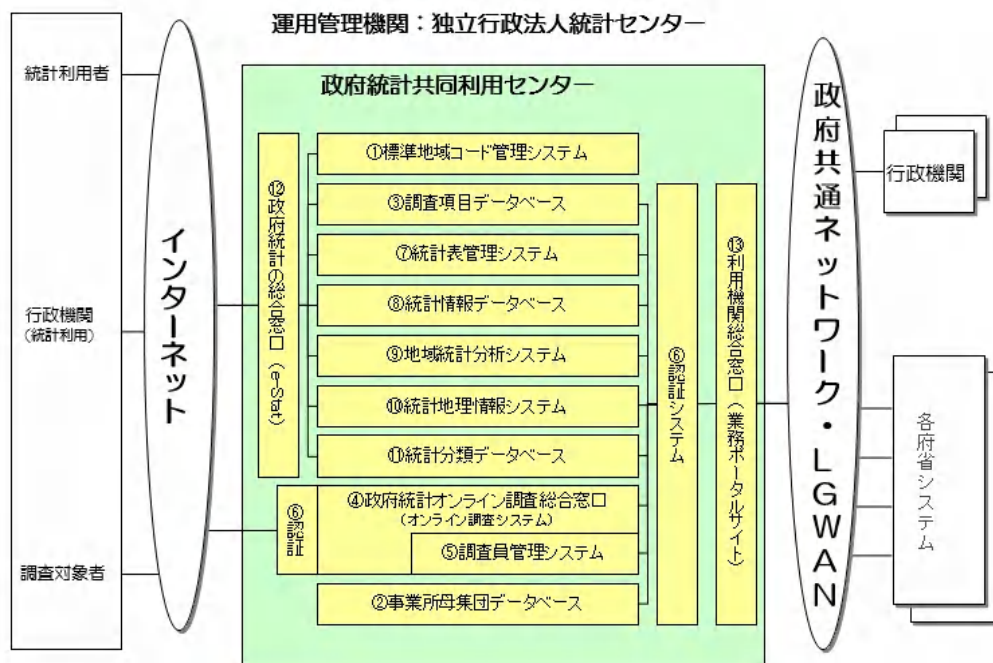 運用管理機関：独立行政法人統計センター
統計利用者
行政機関
（統計利用）
調査対象者
インターネット
政府統計共同利用センター
⑫政府統計の総合窓口（e-Stat）
①標準地域コード管理システム
③調査項目データベース
⑦統計表管理システム
⑧統計情報データベース
⑨地域統計分析システム
⑩統計地理情報システム
⑪統計分類データベース
⑥認証
④政府統計オンライン調査総合窓口
（オンライン調査システム）
⑤調査員管理システム
②事業所母集団データベース
⑥認証システム
⑬利用機関総合窓口（業務ポータルサイト）
政府共通ネットワーク・LGWAN
行政機関
各府省システム